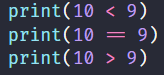 print(10 < 9)
print(10 == 9)
print(10 > 9)